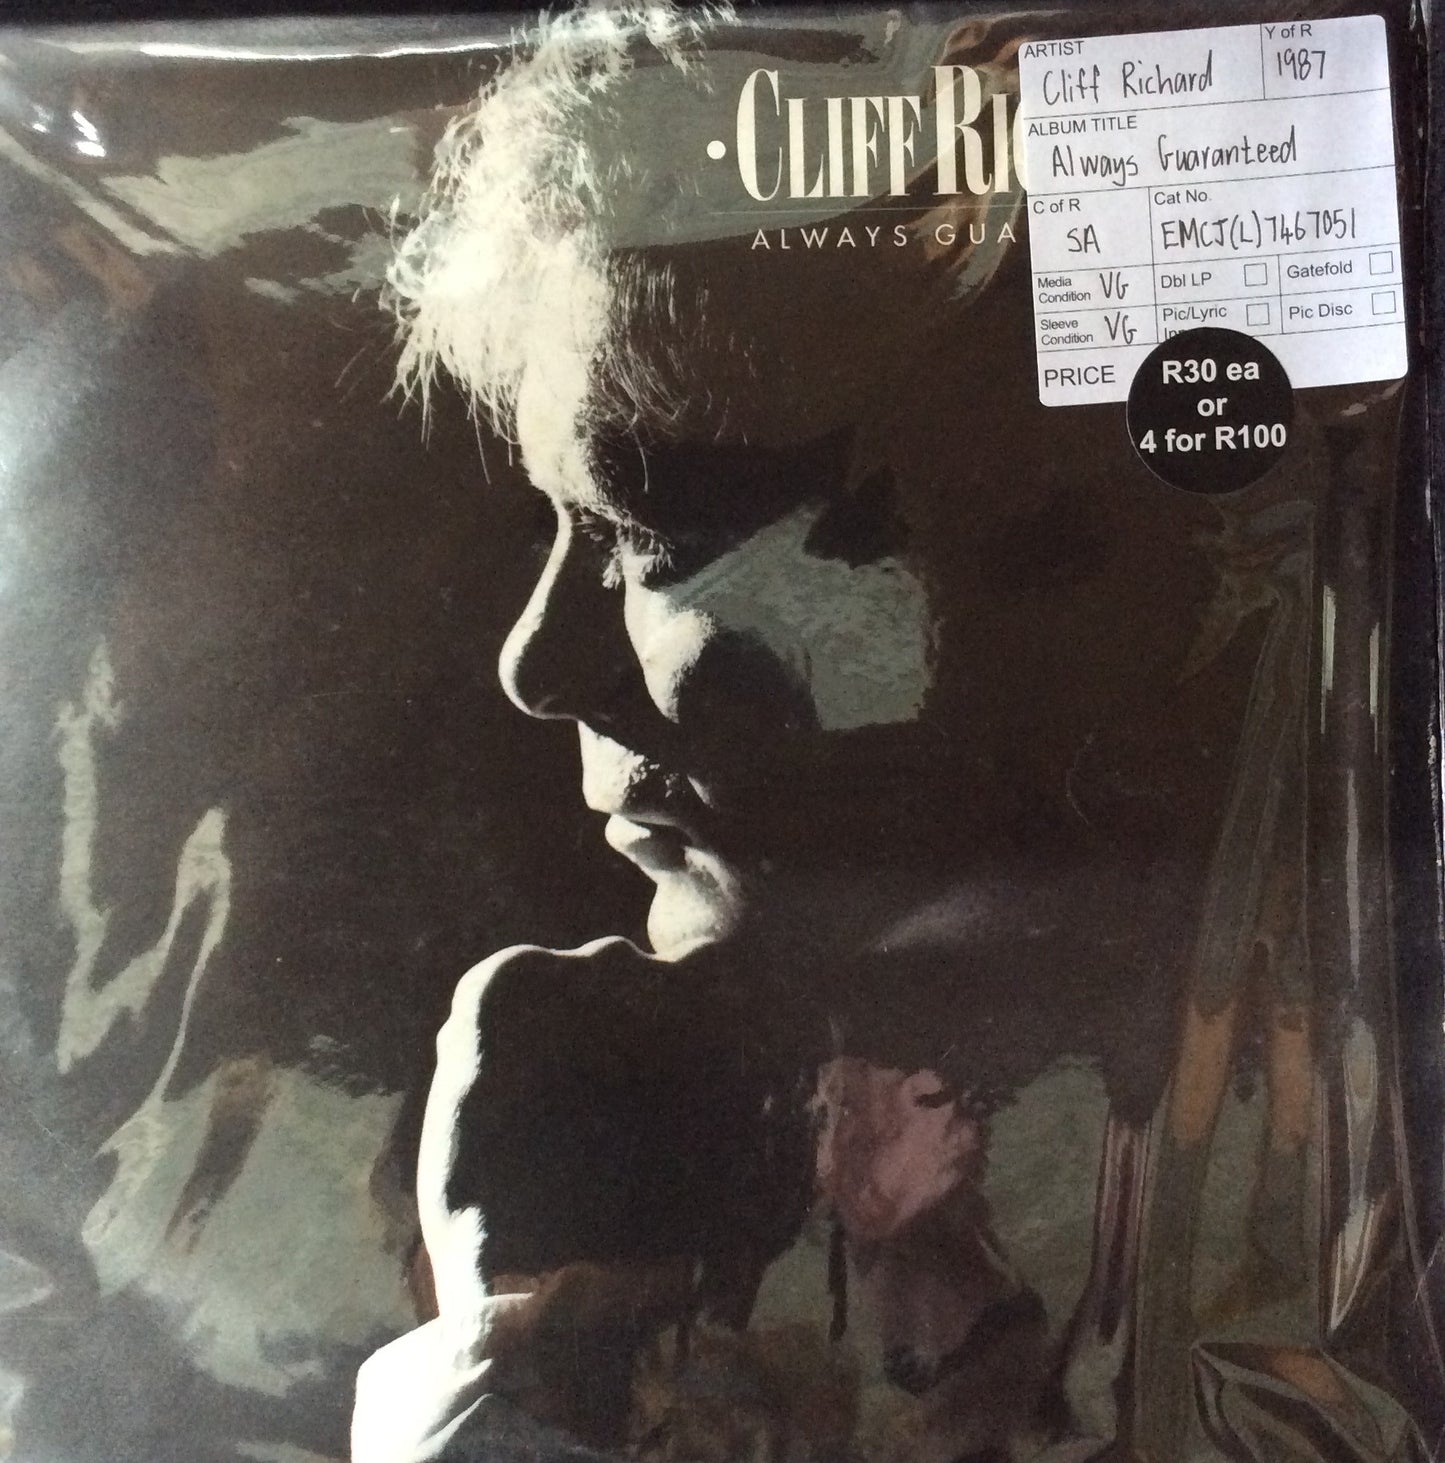 • CLIFF RI
ALWAYS GUA
ARTIST
Cliff Richard
Y of R
1987
ALBUM TITLE
Always Guaranteed
C of R
SA
Cat No.
EMCJ(L)7467051
Media
Condition VG
Dbl LP
Gatefold
Sleeve
Condition VG
Pic/Lyric
Pic Disc
PRICE
R30 ea
or
4 for R100